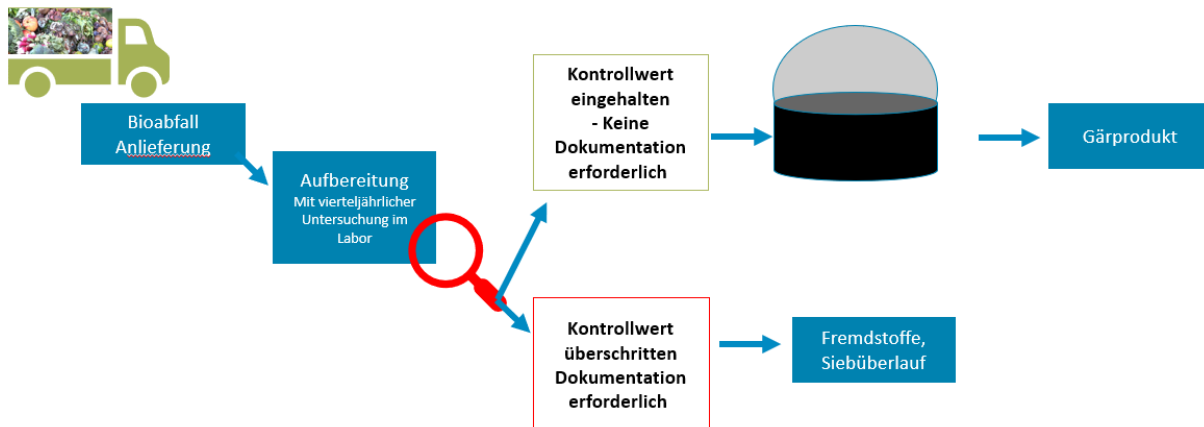 Bioabfall
Anlieferung
Aufbereitung
Mit vierteljährlicher
Untersuchung im
Labor
Kontrollwert
eingehalten
- Keine
Dokumentation
erforderlich
Gärprodukt
Kontrollwert
überschritten
Dokumentation
erforderlich
Fremdstoffe,
Siebüberlauf